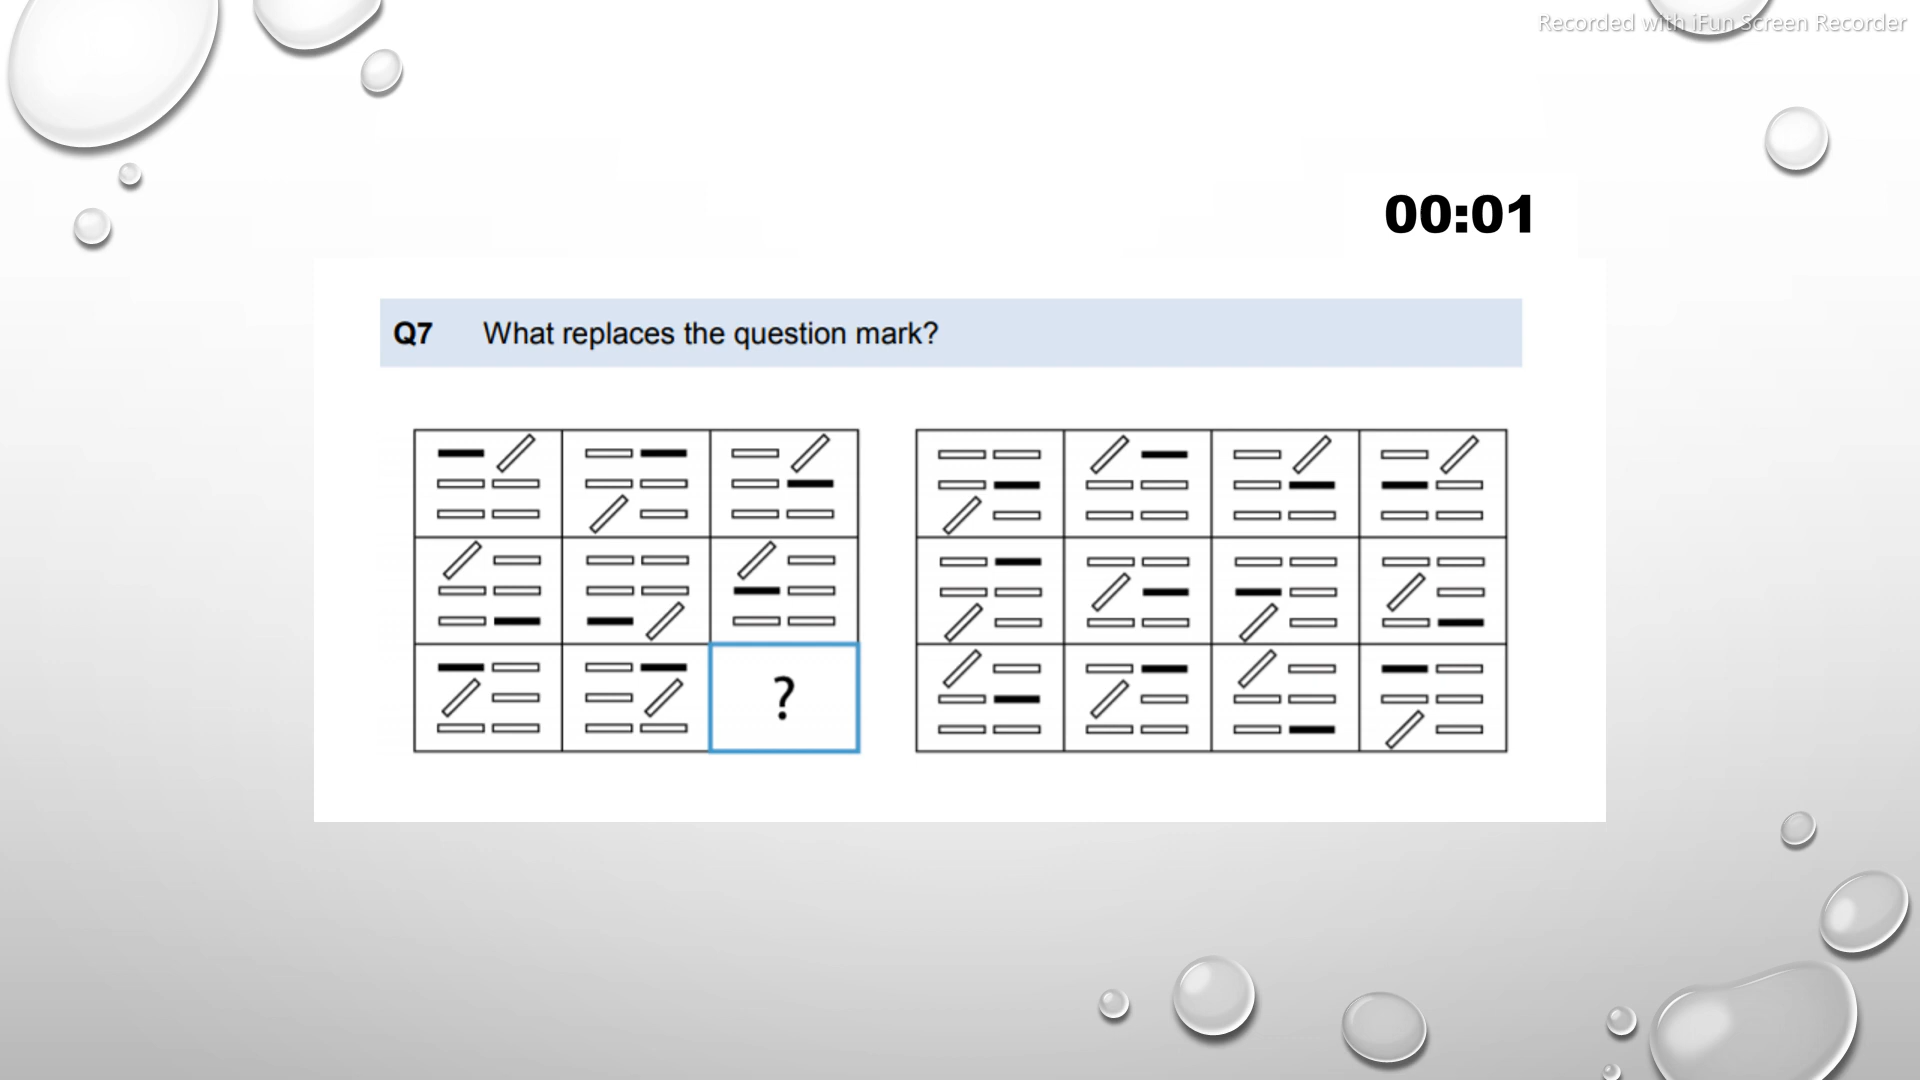 Recorded with iFun Screen Recorder
00:01
Q7 What replaces the question mark?
?